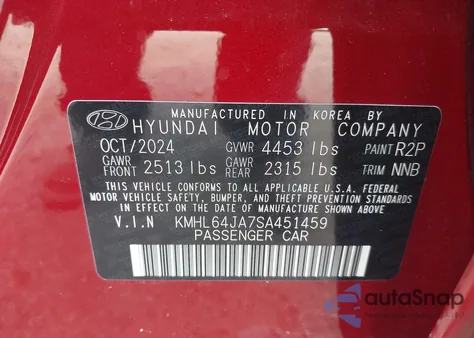 MANUFACTURED IN KOREA BY
HYUNDAI MOTOR COMPANY
OCT/2024 GVWR 4453 lbs PAINT R2P
GAWR FRONT 2513 lbs GAWR REAR 2315 lbs TRIM NNB
THIS VEHICLE CONFORMS TO ALL APPLICABLE U.S.A. FEDERAL
MOTOR VEHICLE SAFETY, BUMPER, AND THEFT PREVENTION
STANDARDS IN EFFECT ON THE DATE OF MANUFACTURE SHOWN ABOVE.
V.I.N KMHL64JA7SA451459
PASSENGER CAR
autoSnap